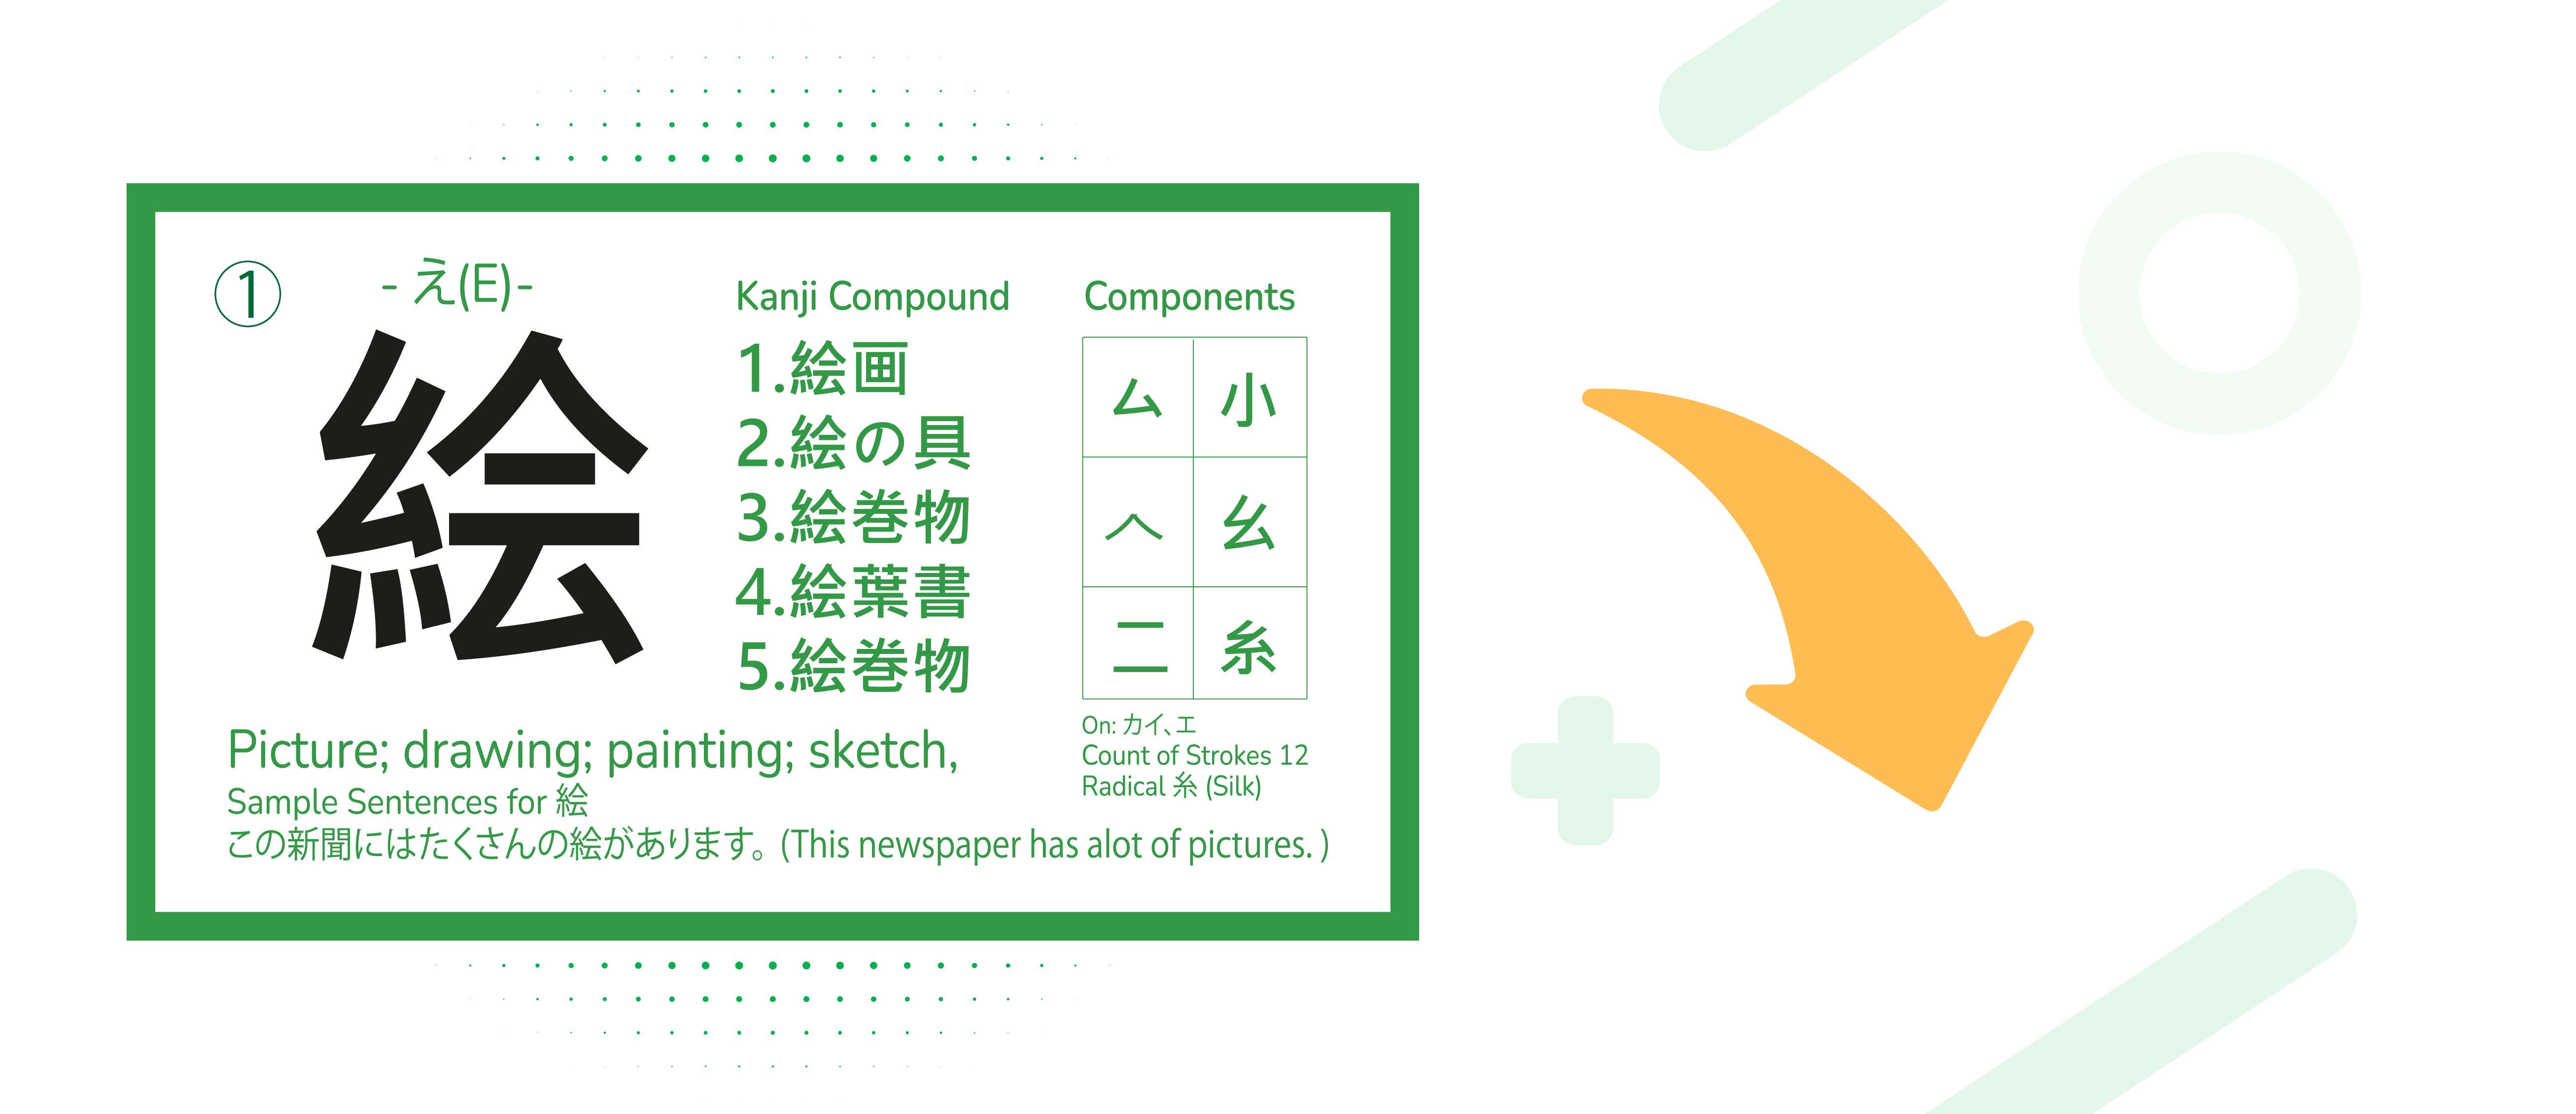 ①
- え(E)-
絵
Kanji Compound
1.絵画
2.絵の具
3.絵巻物
4.絵葉書
5.絵巻物
Components
ム 小
𠆢 幺
二 糸
On: カイ、エ
Count of Strokes 12
Radical 糸 (Silk)
Picture; drawing; painting; sketch,
Sample Sentences for 絵
この新聞にはたくさんの絵があります。(This newspaper has alot of pictures. )